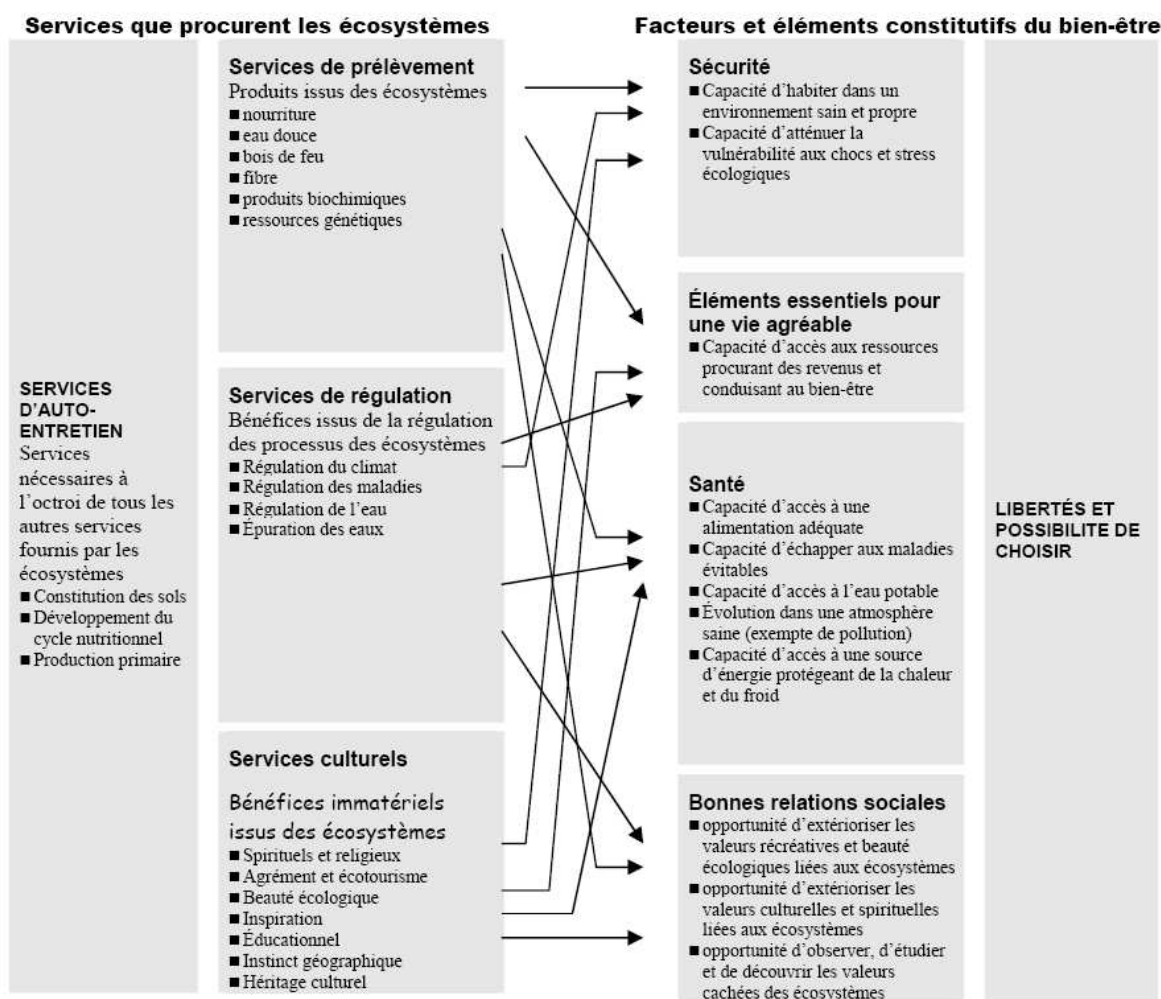 Services que procurent les écosystèmes
Facteurs et éléments constitutifs du bien-être
SERVICES
D'AUTO-
ENTRETIEN
Services
nécessaires à
l'octroi de tous les
autres services
fournis par les
écosystèmes
■ Constitution des sols
■ Développement du
cycle nutritionnel
■ Production primaire
Services de prélèvement
Produits issus des écosystèmes
■ nourriture
■ eau douce
■ bois de feu
■ fibre
■ produits biochimiques
■ ressources génétiques
Services de régulation
Bénéfices issus de la régulation
des processus des écosystèmes
■ Régulation du climat
■ Régulation des maladies
■ Régulation de l'eau
■ Épuration des eaux
Services culturels
Bénéfices immatériels
issus des écosystèmes
■ Spirituels et religieux
■ Agrément et écotourisme
■ Beauté écologique
■ Inspiration
■ Éducationnel
■ Instinct géographique
■ Héritage culturel
Sécurité
■ Capacité d'habiter dans un
environnement sain et propre
■ Capacité d'atténuer la
vulnérabilité aux chocs et stress
écologiques
Éléments essentiels pour
une vie agréable
■ Capacité d'accès aux ressources
procurant des revenus et
conduisant au bien-être
Santé
■ Capacité d'accès à une
alimentation adéquate
■ Capacité d'échapper aux maladies
évitables
■ Capacité d'accès à l'eau potable
■ Évolution dans une atmosphère
saine (exempte de pollution)
■ Capacité d'accès à une source
d'énergie protégeant de la chaleur
et du froid
Bonnes relations sociales
■ opportunité d'extérioriser les
valeurs récréatives et beauté
écologiques liées aux écosystèmes
■ opportunité d'extérioriser les
valeurs culturelles et spirituelles
liées aux écosystèmes
■ opportunité d'observer, d'étudier
et de découvrir les valeurs
cachées des écosystèmes
LIBERTÉS ET
POSSIBILITE DE
CHOISIR